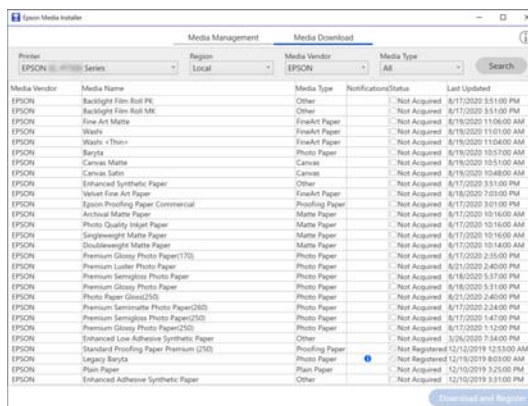 Epson Media Installer
Media Management Media Download
Printer Region Media Vendor Media Type
EPSON Series Local EPSON All Search
Media Vendor Media Name Media Type Notifications Status Last Updated
EPSON Backlight Film Roll PK Other Not Acquired 8/17/2020 3:51:00 PM
EPSON Backlight Film Roll MK Other Not Acquired 8/17/2020 3:51:00 PM
EPSON Fine Art Matte FineArt Paper Not Acquired 8/19/2020 11:06:00 AM
EPSON Washi FineArt Paper Not Acquired 8/19/2020 11:01:00 AM
EPSON Washi <Thin> FineArt Paper Not Acquired 8/19/2020 11:04:00 AM
EPSON Baryta Photo Paper Not Acquired 8/19/2020 10:57:00 AM
EPSON Canvas Matte Canvas Not Acquired 8/19/2020 10:51:00 AM
EPSON Canvas Satin Canvas Not Acquired 8/19/2020 10:48:00 AM
EPSON Enhanced Synthetic Paper Other Not Acquired 8/17/2020 3:51:00 PM
EPSON Velvet Fine Art Paper FineArt Paper Not Acquired 8/18/2020 7:03:00 PM
EPSON Epson Proofing Paper Commercial Proofing Paper Not Acquired 8/17/2020 3:01:00 PM
EPSON Archival Matte Paper Matte Paper Not Acquired 8/17/2020 10:16:00 AM
EPSON Photo Quality Inkjet Paper Matte Paper Not Acquired 8/17/2020 10:16:00 AM
EPSON Singleweight Matte Paper Matte Paper Not Acquired 8/17/2020 10:16:00 AM
EPSON Doubleweight Matte Paper Matte Paper Not Acquired 8/17/2020 10:14:00 AM
EPSON Premium Glossy Photo Paper(170) Photo Paper Not Acquired 8/17/2020 2:35:00 PM
EPSON Premium Luster Photo Paper Photo Paper Not Acquired 8/21/2020 2:40:00 PM
EPSON Premium Semigloss Photo Paper Photo Paper Not Acquired 8/18/2020 5:37:00 PM
EPSON Premium Glossy Photo Paper Photo Paper Not Acquired 8/18/2020 5:31:00 PM
EPSON Photo Paper Gloss(250) Photo Paper Not Acquired 8/21/2020 2:40:00 PM
EPSON Premium Semimatte Photo Paper(260) Photo Paper Not Acquired 8/17/2020 2:24:00 PM
EPSON Premium Semigloss Photo Paper(250) Photo Paper Not Acquired 8/17/2020 1:47:00 PM
EPSON Premium Glossy Photo Paper(250) Photo Paper Not Acquired 8/17/2020 1:12:00 PM
EPSON Enhanced Low Adhesive Synthetic Paper Other Not Acquired 3/26/2020 7:34:00 PM
EPSON Standard Proofing Paper Premium (250) Proofing Paper Not Registered 12/12/2019 12:53:00 AM
EPSON Legacy Baryta Photo Paper Not Registered 12/19/2019 8:03:00 AM
EPSON Plain Paper Plain Paper Not Acquired 12/10/2019 3:25:00 PM
EPSON Enhanced Adhesive Synthetic Paper Other Not Acquired 12/10/2019 3:31:00 PM
Download and Register